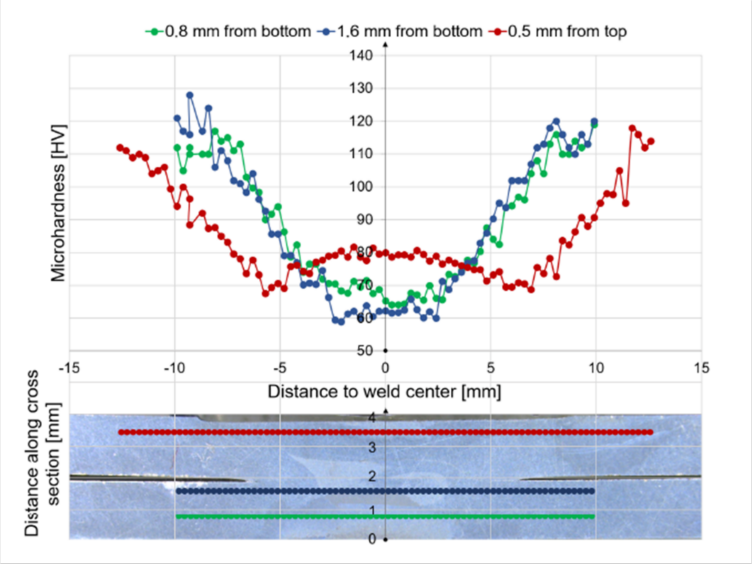 0.8 mm from bottom 1.6 mm from bottom 0.5 mm from top
Microhardness [HV]
140
130
120
110
100
90
80
70
60
50
-15 -10 -5 0 5 10 15
Distance to weld center [mm]
Distance along cross
section [mm]
4
3
2
1
0